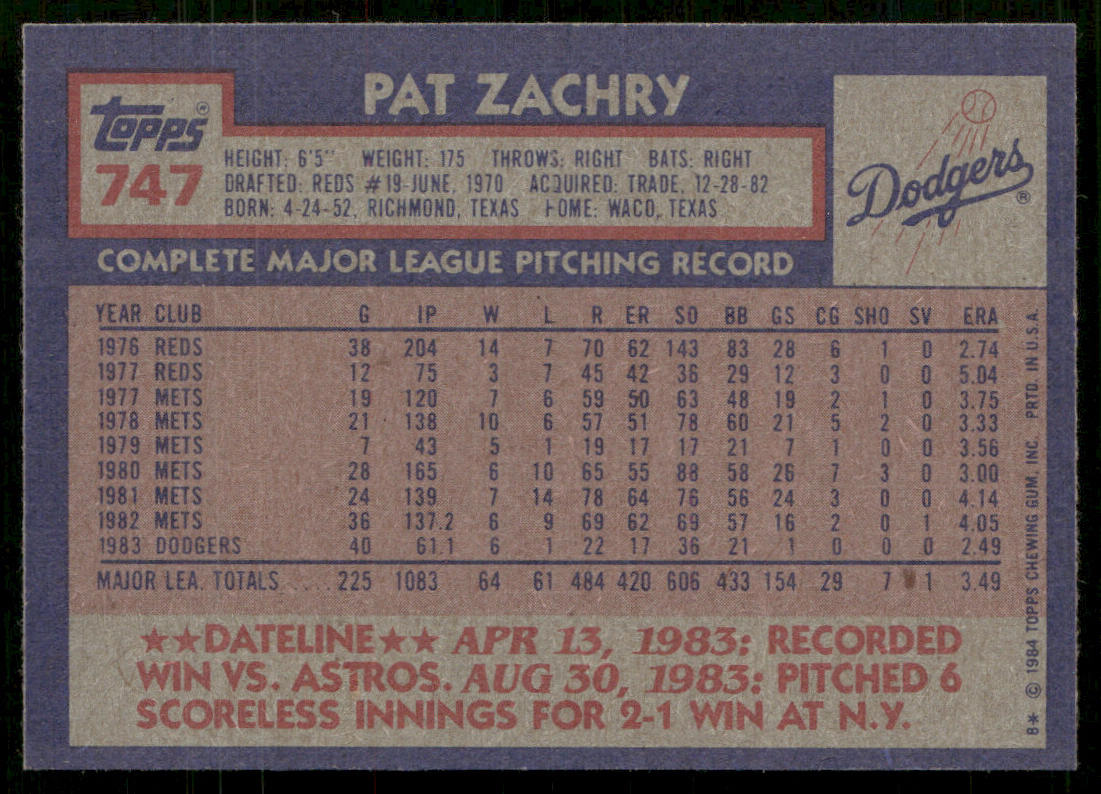 PAT ZACHRY
TOPPS®
747
HEIGHT: 6'5" WEIGHT: 175 THROWS: RIGHT BATS: RIGHT
DRAFTED: REDS #19-JUNE, 1970 ACQUIRED: TRADE, 12-28-82
BORN: 4-24-52, RICHMOND, TEXAS HOME: WACO, TEXAS
Dodgers®
COMPLETE MAJOR LEAGUE PITCHING RECORD
YEAR CLUB G IP W L R ER SO BB GS CG SHO SV ERA
1976 REDS 38 204 14 7 70 62 143 83 28 6 1 0 2.74
1977 REDS 12 75 3 7 45 42 36 29 12 3 0 0 5.04
1977 METS 19 120 7 6 59 50 63 48 19 2 1 0 3.75
1978 METS 21 138 10 6 57 51 78 60 21 5 2 0 3.33
1979 METS 7 43 5 1 19 17 17 21 7 1 0 0 3.56
1980 METS 28 165 6 10 65 55 88 58 26 7 3 0 3.00
1981 METS 24 139 7 14 78 64 76 56 24 3 0 0 4.14
1982 METS 36 137.2 6 9 69 62 69 57 16 2 0 1 4.05
1983 DODGERS 40 61.1 6 1 22 17 36 21 1 0 0 0 2.49
MAJOR LEA. TOTALS . . . 225 1083 64 61 484 420 606 433 154 29 7 1 3.49
★★DATELINE★★ APR 13, 1983: RECORDED
WIN VS. ASTROS. AUG 30, 1983: PITCHED 6
SCORELESS INNINGS FOR 2-1 WIN AT N.Y.
8* © 1984 TOPPS CHEWING GUM, INC. PRTD. IN U.S.A.